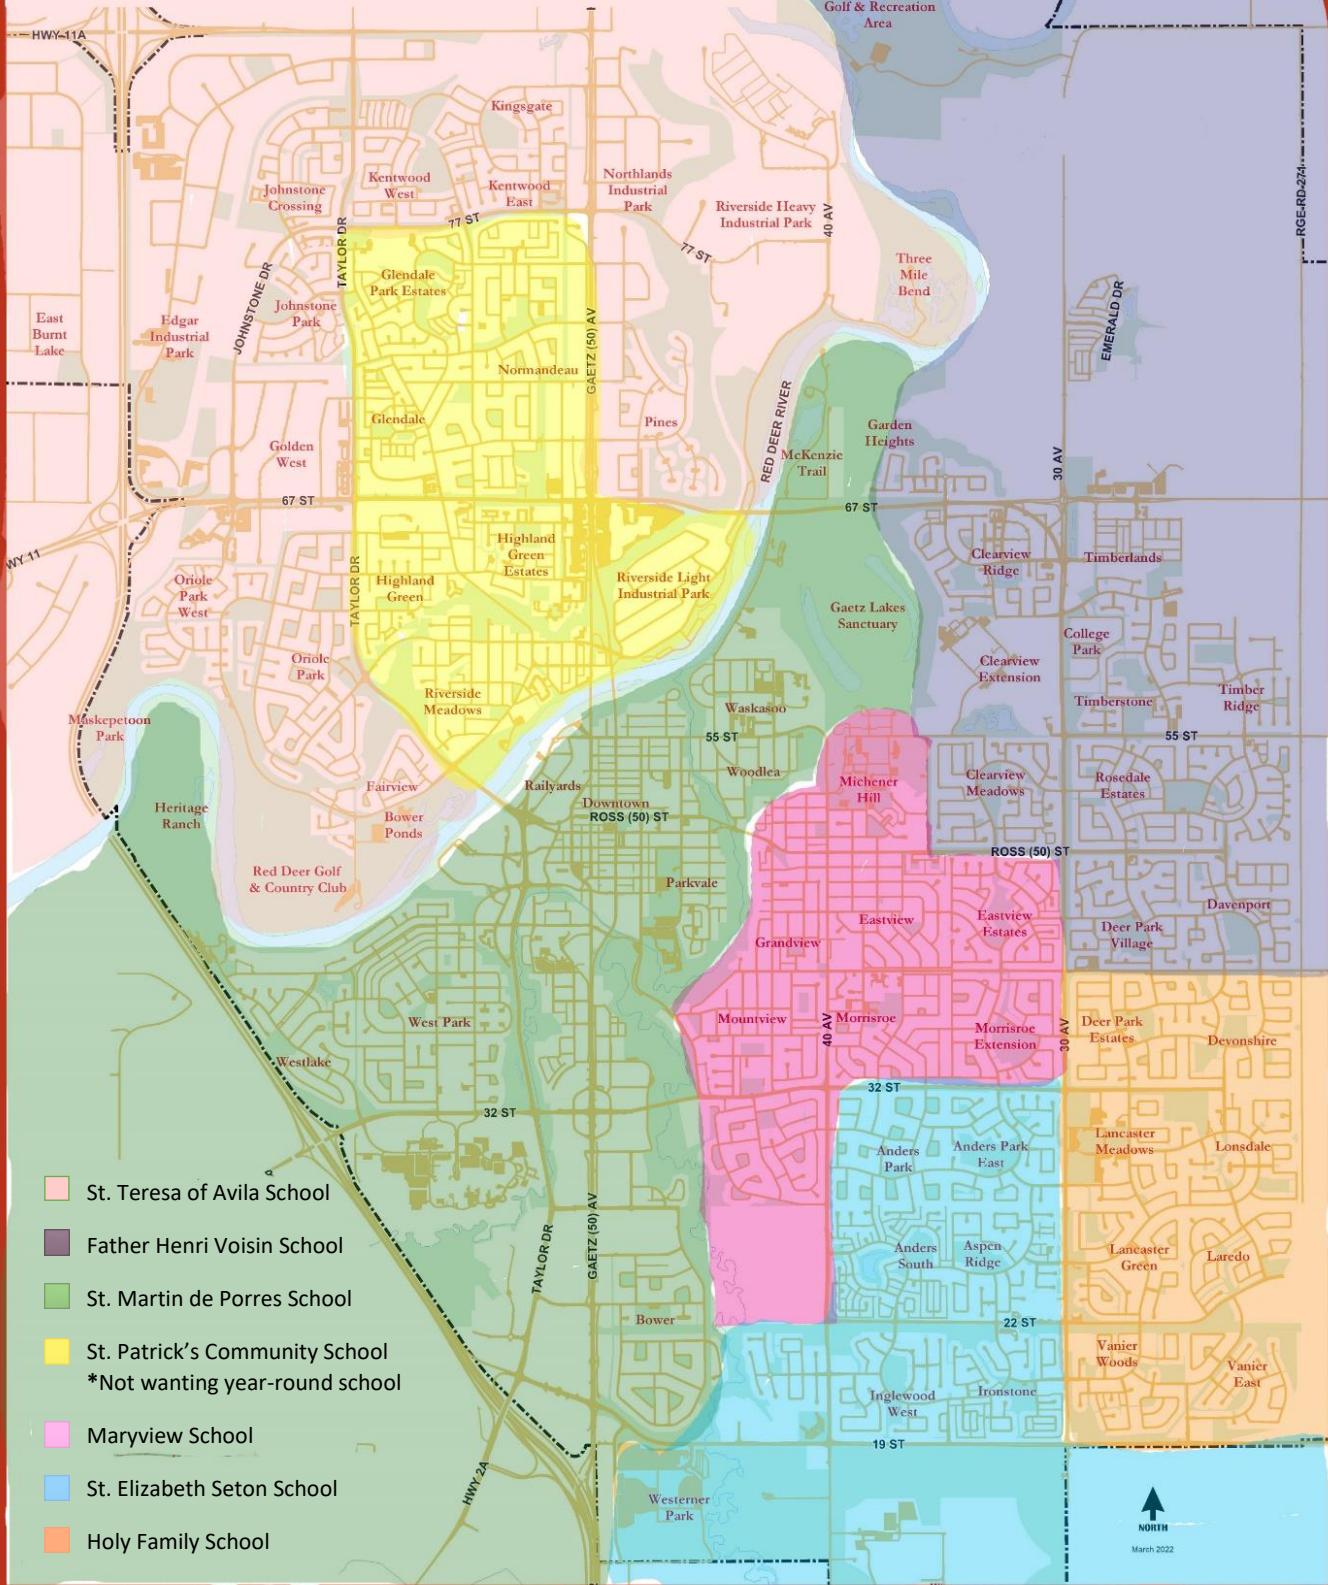 Golf & Recreation
Area
HWY 11A
Kingsgate
Kentwood
West
Kentwood
East
Northlands
Industrial
Park
Johnstone
Crossing
Riverside Heavy
Industrial Park
40 AV
RGE-RD-274
77 ST
77 ST
TAYLOR DR
Three
Mile
Bend
Glendale
Park Estates
JOHNSTONE DR
Johnstone
Park
East
Burnt
Lake
Edgar
Industrial
Park
EMERALD DR
GAETZ (50) AV
Normandeau
Glendale
Pines
RED DEER RIVER
Garden
Heights
Golden
West
McKenzie
Trail
30 AV
67 ST
67 ST
WY 11
Highland
Green
Estates
Clearview
Ridge
Timberlands
Oriole
Park
West
TAYLOR DR
Highland
Green
Riverside Light
Industrial Park
Gaetz Lakes
Sanctuary
College
Park
Oriole
Park
Clearview
Extension
Riverside
Meadows
Waskasoo
Timberstone
Timber
Ridge
Maskepetoon
Park
55 ST
55 ST
Woodlea
Fairview
Railyards
Michener
Hill
Clearview
Meadows
Rosedale
Estates
Heritage
Ranch
Bower
Ponds
Downtown
ROSS (50) ST
ROSS (50) ST
Red Deer Golf
& Country Club
Parkvale
Davenport
Eastview
Eastview
Estates
Deer Park
Village
Grandview
West Park
Mountview
40 AV
Morrisroe
Morrisroe
Extension
30 AV
Deer Park
Estates
Devonshire
Westlake
32 ST
32 ST
Anders
Park
Anders Park
East
Lancaster
Meadows
Lonsdale
St. Teresa of Avila School
Father Henri Voisin School
St. Martin de Porres School
St. Patrick's Community School
*Not wanting year-round school
Maryview School
St. Elizabeth Seton School
Holy Family School
TAYLOR DR
GAETZ (50) AV
Anders
South
Aspen
Ridge
Lancaster
Green
Laredo
Bower
22 ST
Vanier
Woods
Vanier
East
Inglewood
West
Ironstone
19 ST
HWY 2A
Westerner
Park
NORTH
March 2022